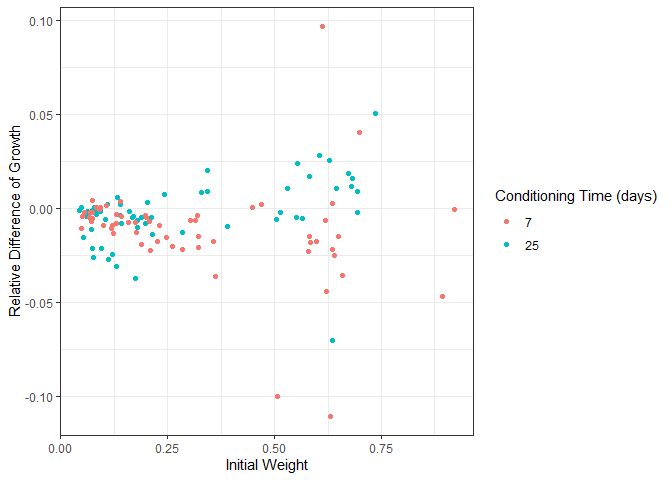 0.10
0.05
0.00
-0.05
-0.10
Relative Difference of Growth
0.00 0.25 0.50 0.75
Initial Weight
Conditioning Time (days)
7
25